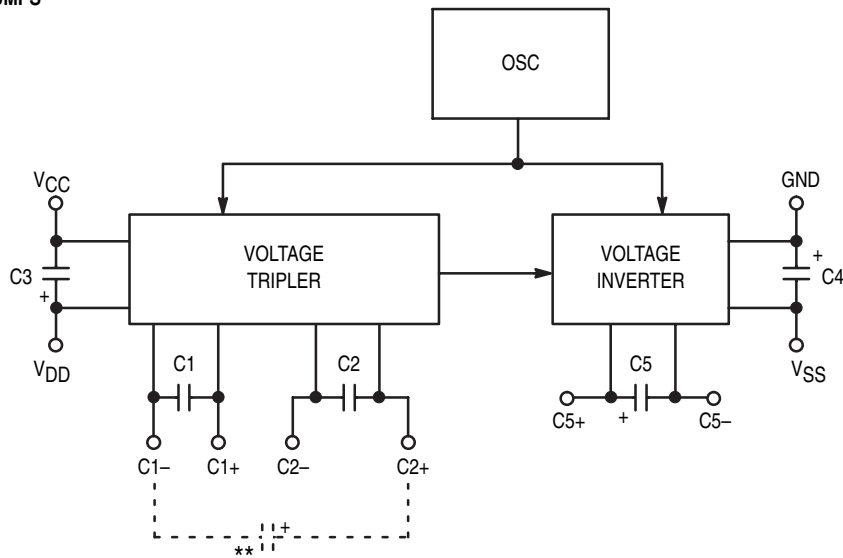 OSC
VCC
GND
VOLTAGE
TRIPLER
VOLTAGE
INVERTER
C3
+
+
C4
VDD
VSS
C1
C2
C5
C5+
+
C5–
C1–
C1+
C2–
C2+
+
**